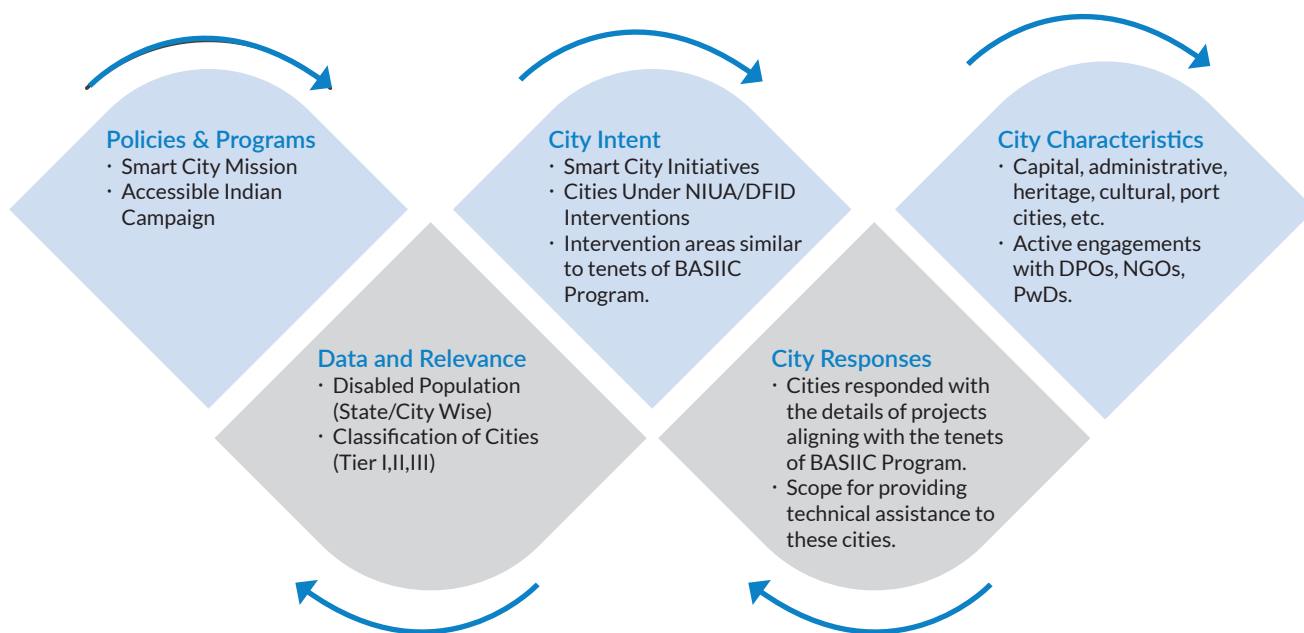 Policies & Programs
· Smart City Mission
· Accessible Indian
Campaign
City Intent
· Smart City Initiatives
· Cities Under NIUA/DFID
Interventions
· Intervention areas similar
to tenets of BASIIC
Program.
City Characteristics
· Capital, administrative,
heritage, cultural, port
cities, etc.
· Active engagements
with DPOs, NGOs,
PwDs.
Data and Relevance
· Disabled Population
(State/City Wise)
· Classification of Cities
(Tier I,II,III)
City Responses
· Cities responded with
the details of projects
aligning with the tenets
of BASIIC Program.
· Scope for providing
technical assistance to
these cities.